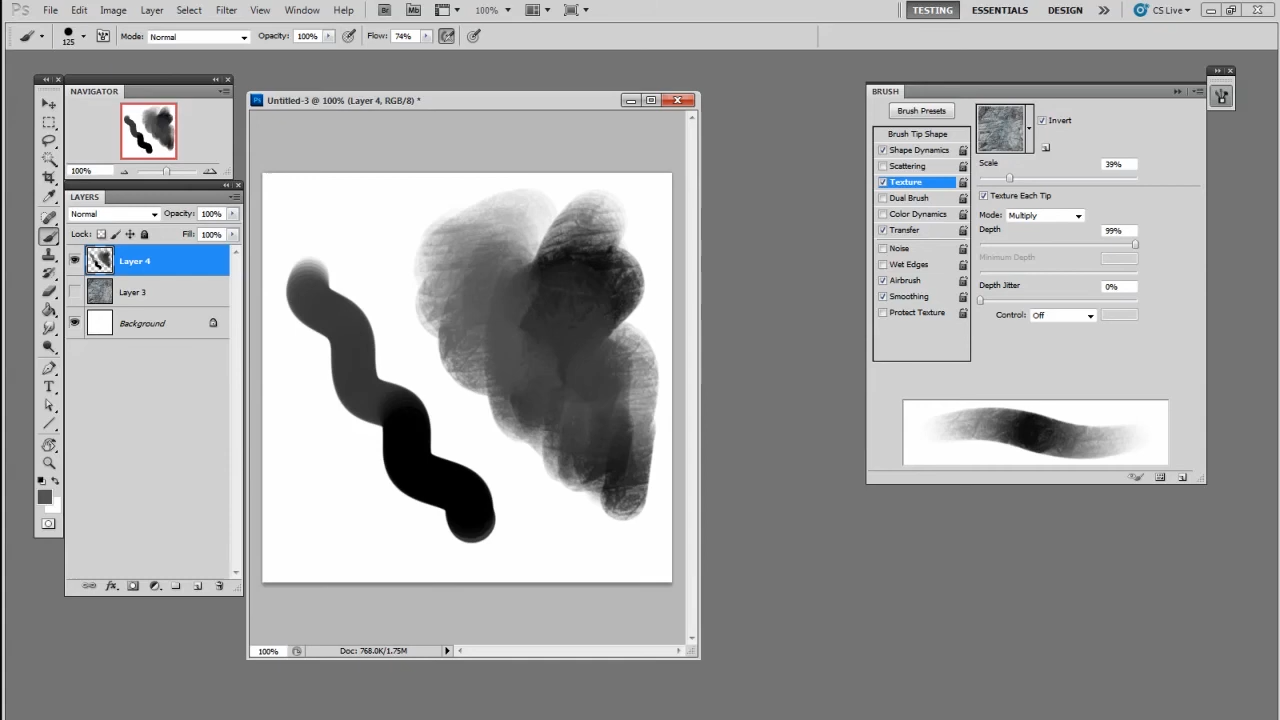 Ps File Edit Image Layer Select Filter View Window Help Br Mb 100% TESTING ESSENTIALS DESIGN CS Live
125 Mode: Normal Opacity: 100% Flow: 74%
NAVIGATOR
100%
LAYERS
Normal Opacity: 100%
Lock: Fill: 100%
Layer 4
Layer 3
Background
Untitled-3 @ 100% (Layer 4, RGB/8) *
100% Doc: 768.0K/1.75M
BRUSH
Brush Presets
Brush Tip Shape
Shape Dynamics
Scattering
Texture
Dual Brush
Color Dynamics
Transfer
Noise
Wet Edges
Airbrush
Smoothing
Protect Texture
Invert
Scale 39%
Texture Each Tip
Mode: Multiply
Depth 99%
Minimum Depth
Depth Jitter 0%
Control: Off